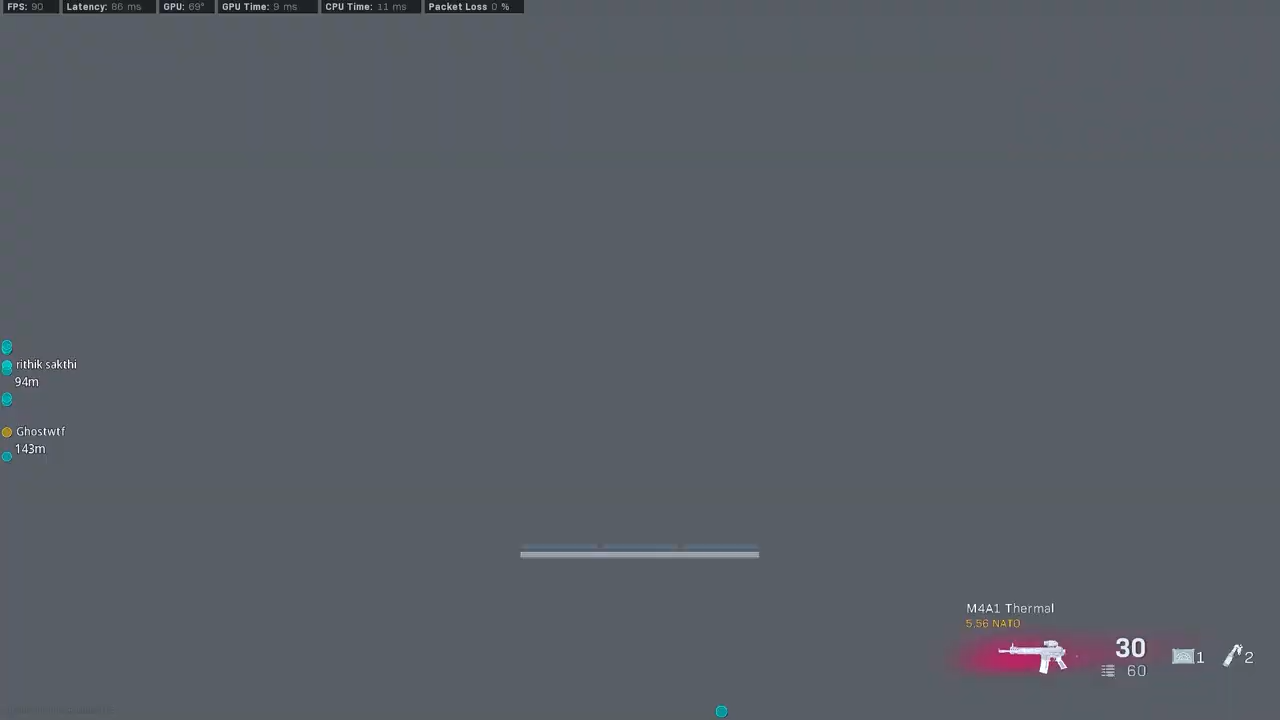 FPS: 90 Latency: 86 ms GPU: 69° GPU Time: 9 ms CPU Time: 11 ms Packet Loss 0 %
rithik sakthi
94m
Ghostwtf
143m
M4A1 Thermal
5.56 NATO
30
60
1
2